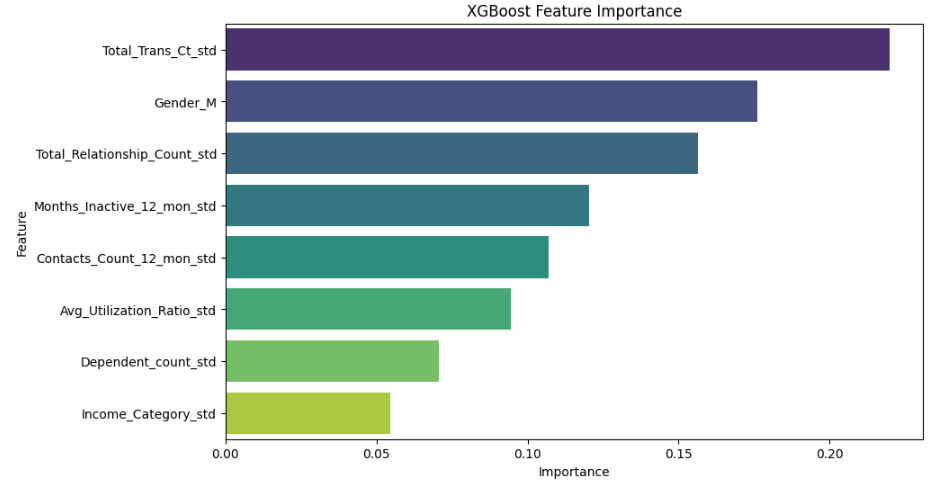 XGBoost Feature Importance
Total_Trans_Ct_std
Gender_M
Total_Relationship_Count_std
Months_Inactive_12_mon_std
Contacts_Count_12_mon_std
Avg_Utilization_Ratio_std
Dependent_count_std
Income_Category_std
Feature
0.00 0.05 0.10 0.15 0.20
Importance